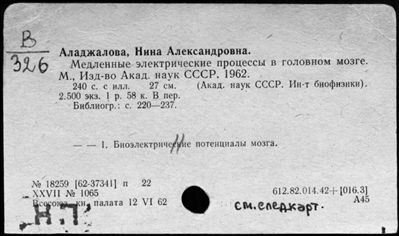 В
326
Аладжалова, Нина Александровна.
Медленные электрические процессы в головном мозге.
М., Изд-во Акад. наук СССР. 1962.
240 с. с илл. 27 см. (Акад. наук СССР. Ин-т биофизики).
2.500 экз. 1 р. 58 к. В пер.
Библиогр.: с. 220—237.
— — 1. Биоэлектрические потенциалы мозга.
№ 18259 [62-37341] п 22
XXVII № 1065
Всесоюз. кн. палата 12 VI 62
612.82.014.42+[016.3]
А45
Н.Т
см.след.карт.